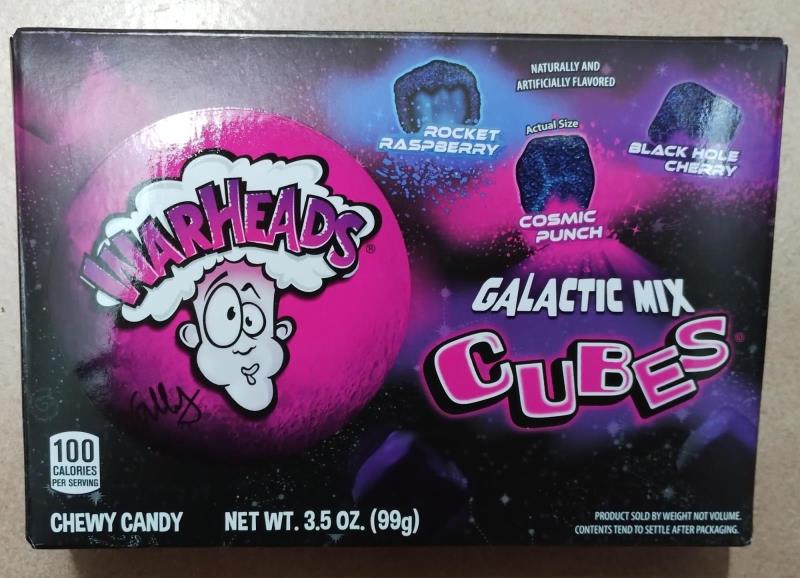 NATURALLY AND
ARTIFICIALLY FLAVORED
ROCKET
RASPBERRY
Actual Size
BLACK HOLE
CHERRY
COSMIC
PUNCH
WARHEADS®
GALACTIC MIX
CUBES®
100
CALORIES
PER SERVING
CHEWY CANDY
NET WT. 3.5 OZ. (99g)
PRODUCT SOLD BY WEIGHT NOT VOLUME.
CONTENTS TEND TO SETTLE AFTER PACKAGING.